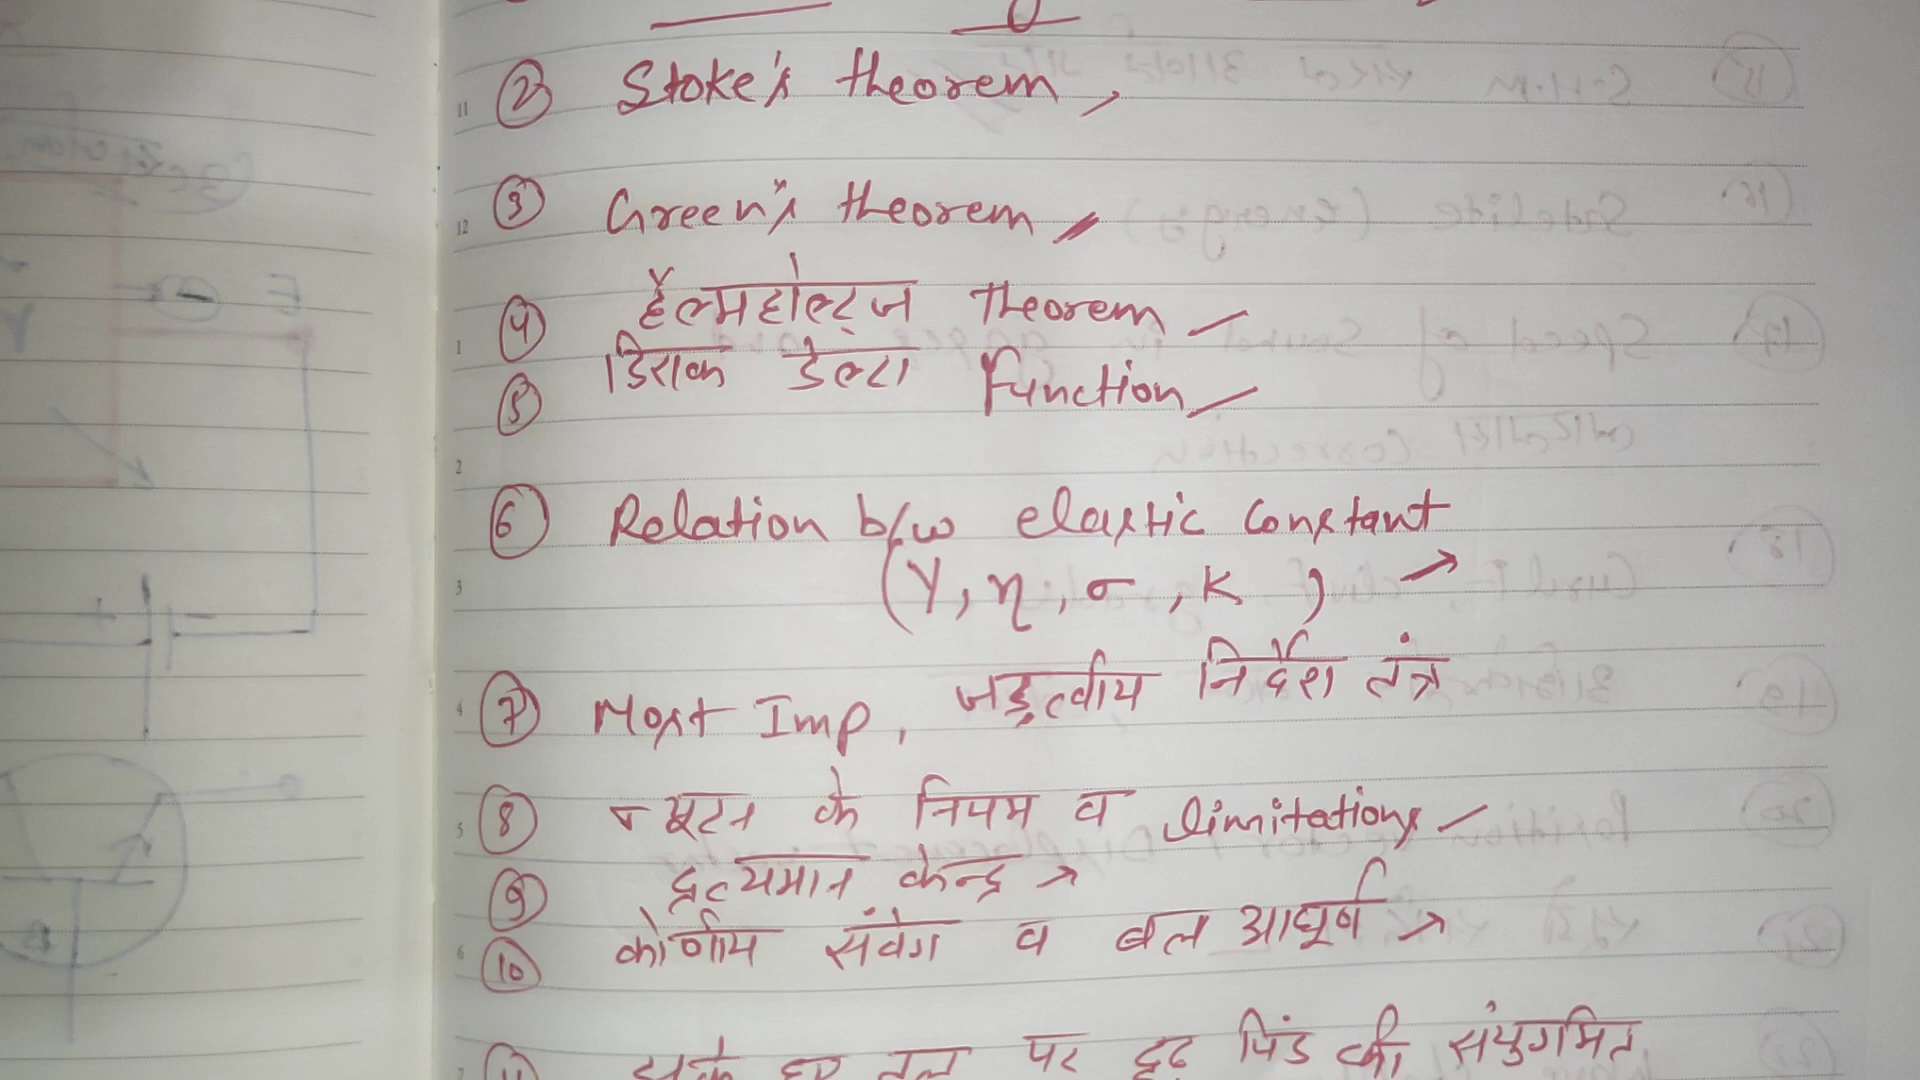 ② Stoke's theorem,
③ Green's theorem,
④ हेल्महोल्ट्ज theorem
⑤ डिराक डेल्टा Function
⑥ Relation b/w elastic constant
(Y, η, σ, K) →
⑦ Most Imp, जड़त्वीय निर्देश तंत्र
⑧ न्यूटन के नियम व limitations
⑨ द्रव्यमान केन्द्र →
⑩ कोणीय संवेग व बल आघूर्ण →
तल पर दृढ़ पिंड की संयुगमित